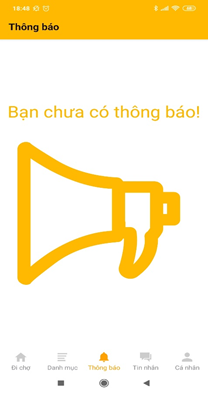 18:48
Thông báo
Bạn chưa có thông báo!
Đi chợ Danh mục Thông báo Tin nhắn Cá nhân